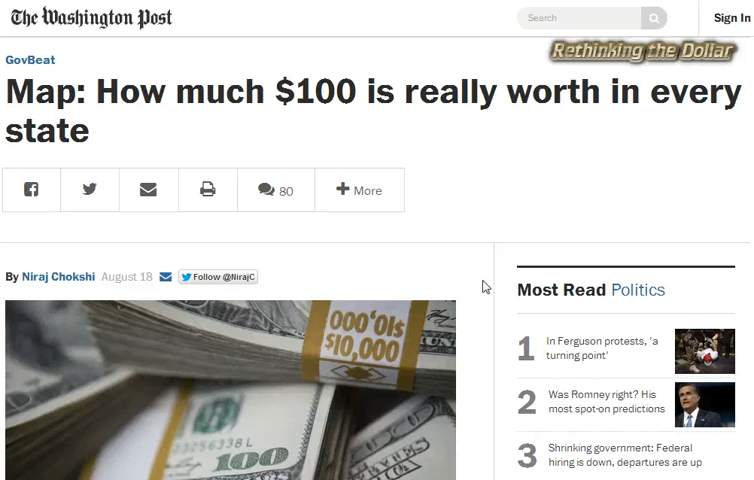 The Washington Post
Search
Sign In
Rethinking the Dollar
GovBeat
Map: How much $100 is really worth in every
state
80
More
By Niraj Chokshi August 18
Follow @NirajC
Most Read Politics
$10,000
$10,000
1 In Ferguson protests, 'a
turning point'
2 Was Romney right? His
most spot-on predictions
100
3 Shrinking government: Federal
hiring is down, departures are up